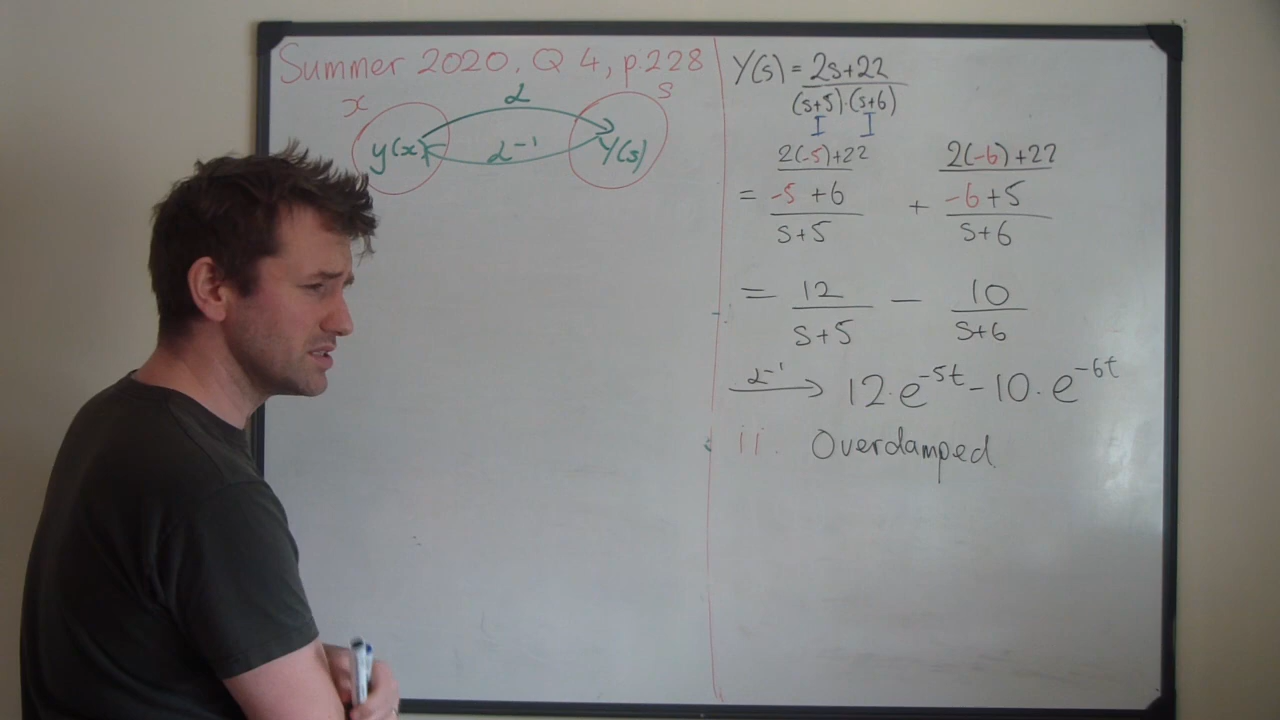 Summer 2020, Q 4, p.228
x ℒ s
y(x) ℒ⁻¹ Y(s)
Y(s) = 2s+22
(s+5)·(s+6)
I I
2(-5)+22 2(-6)+22
= -5 +6 + -6+5
s+5 s+6
= 12 − 10
s+5 s+6
ℒ⁻¹ → 12·e⁻⁵ᵗ − 10·e⁻⁶ᵗ
ii. Overdamped